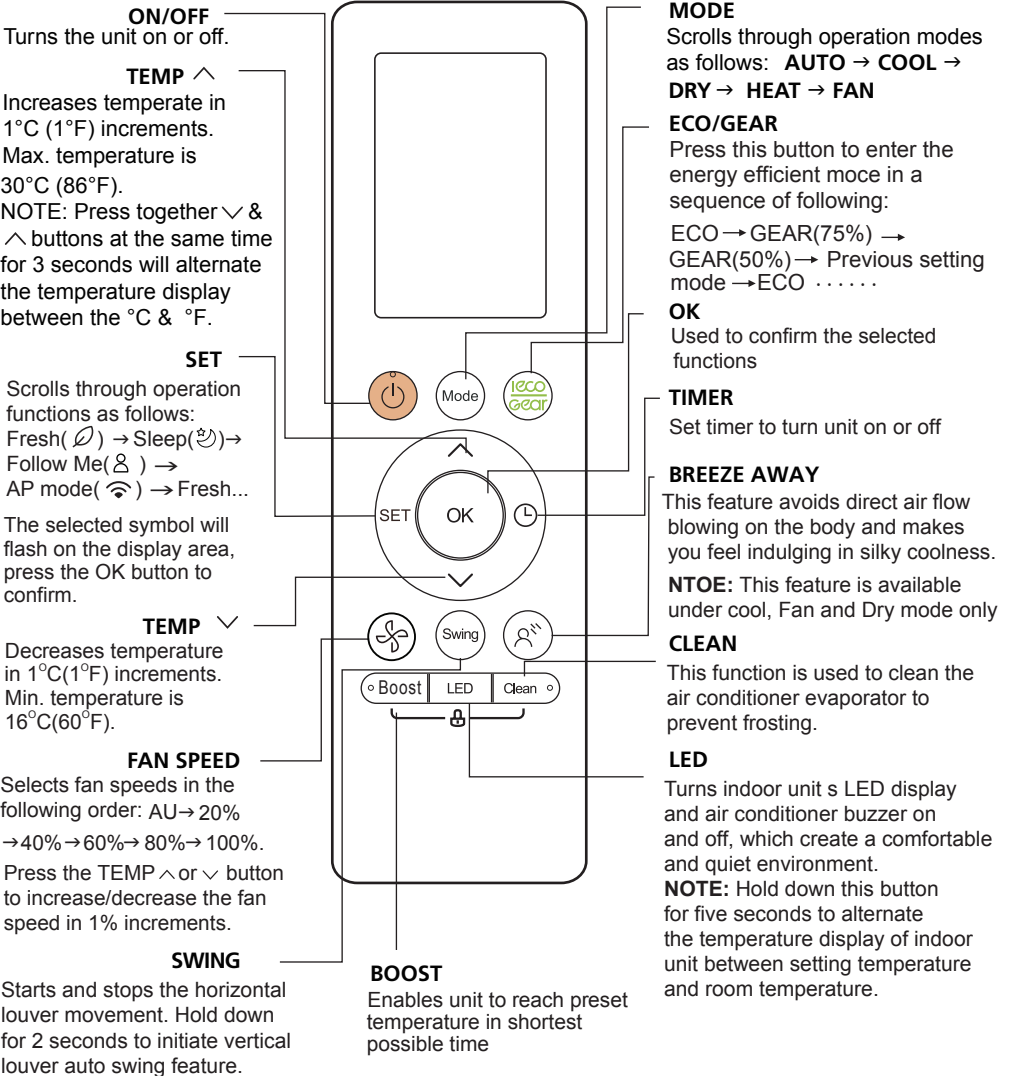 ON/OFF
Turns the unit on or off.
TEMP
Increases temperate in
1°C (1°F) increments.
Max. temperature is
30°C (86°F).
NOTE: Press together &
buttons at the same time
for 3 seconds will alternate
the temperature display
between the °C & °F.
SET
Scrolls through operation
functions as follows:
Fresh( ) → Sleep( )→
Follow Me( ) →
AP mode( ) → Fresh...
The selected symbol will
flash on the display area,
press the OK button to
confirm.
TEMP
Decreases temperature
in 1°C(1°F) increments.
Min. temperature is
16°C(60°F).
FAN SPEED
Selects fan speeds in the
following order: AU→ 20%
→40%→60%→ 80%→ 100%.
Press the TEMP or button
to increase/decrease the fan
speed in 1% increments.
SWING
Starts and stops the horizontal
louver movement. Hold down
for 2 seconds to initiate vertical
louver auto swing feature.
Mode
ieco
Gear
SET
OK
Swing
Boost
LED
Clean
BOOST
Enables unit to reach preset
temperature in shortest
possible time
MODE
Scrolls through operation modes
as follows: AUTO → COOL →
DRY → HEAT → FAN
ECO/GEAR
Press this button to enter the
energy efficient moce in a
sequence of following:
ECO → GEAR(75%) →
GEAR(50%) → Previous setting
mode → ECO ······
OK
Used to confirm the selected
functions
TIMER
Set timer to turn unit on or off
BREEZE AWAY
This feature avoids direct air flow
blowing on the body and makes
you feel indulging in silky coolness.
NTOE: This feature is available
under cool, Fan and Dry mode only
CLEAN
This function is used to clean the
air conditioner evaporator to
prevent frosting.
LED
Turns indoor unit s LED display
and air conditioner buzzer on
and off, which create a comfortable
and quiet environment.
NOTE: Hold down this button
for five seconds to alternate
the temperature display of indoor
unit between setting temperature
and room temperature.